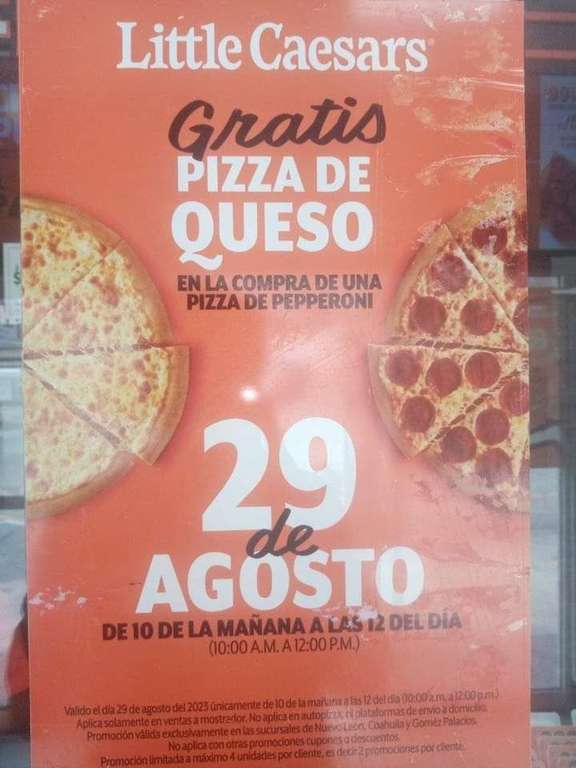 Little Caesars
Gratis
PIZZA DE
QUESO
EN LA COMPRA DE UNA
PIZZA DE PEPPERONI
29
de
AGOSTO
DE 10 DE LA MAÑANA A LAS 12 DEL DÍA
(10:00 A.M. A 12:00 P.M.)
Valido el día 29 de agosto del 2023 únicamente de 10 de la mañana a las 12 del día (10:00 a.m. a 12:00 p.m.)
Aplica solamente en ventas a mostrador. No aplica en autopizza, ni plataformas de envio a domicilio.
Promoción válida exclusivamente en las sucursales de Nuevo León, Coahuila y Goméz Palacios.
No aplica con otras promociones cupones o descuentos.
Promoción limitada a máximo 4 unidades por cliente, es decir 2 promociones por cliente.